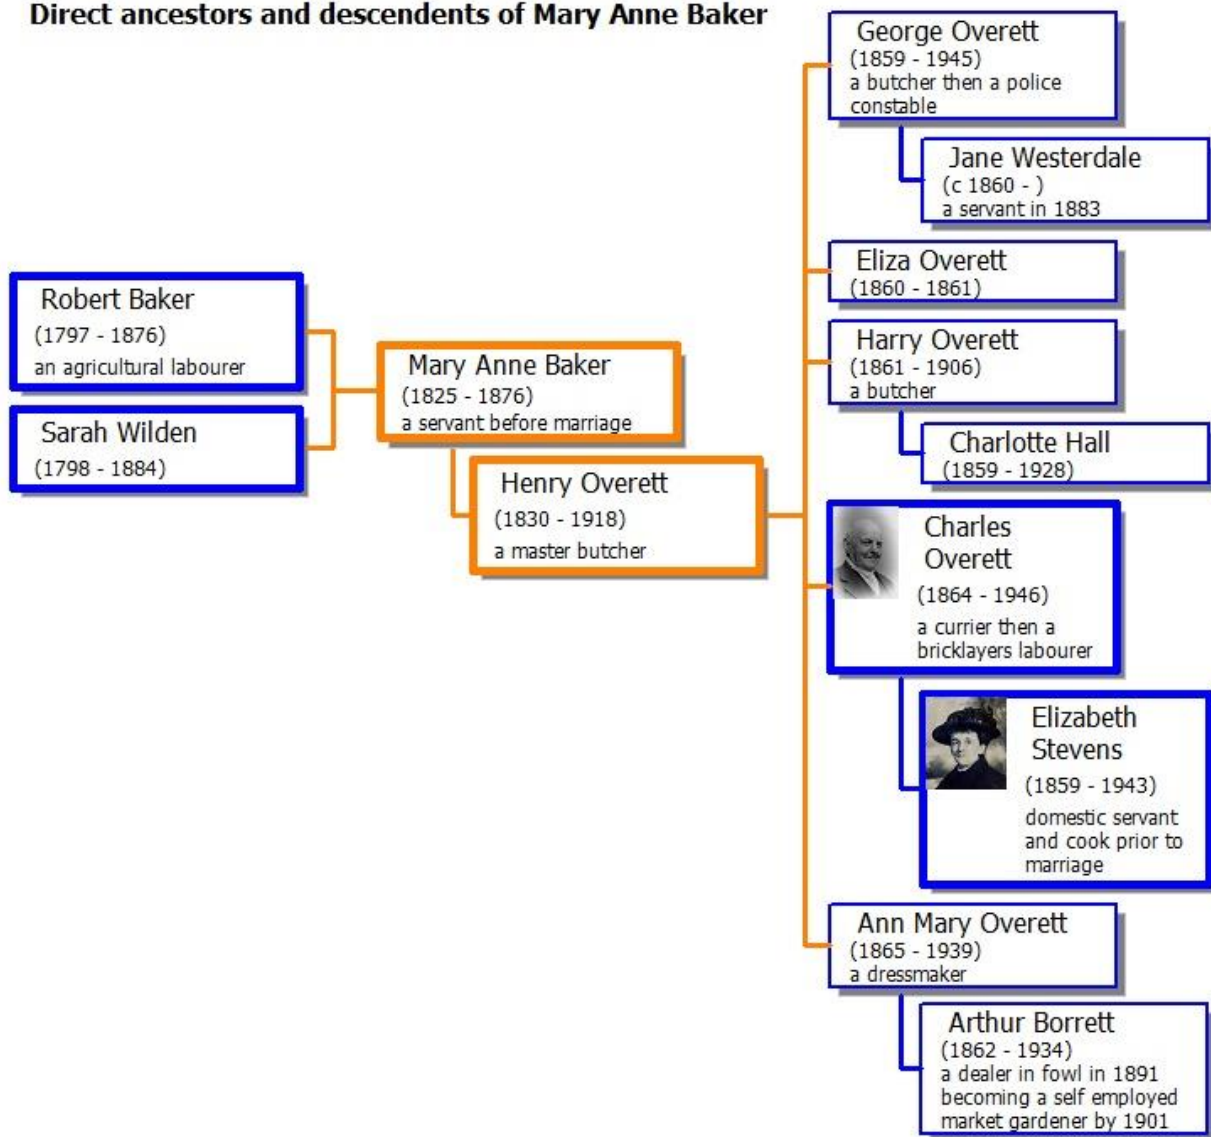 Direct ancestors and descendents of Mary Anne Baker
Robert Baker
(1797 - 1876)
an agricultural labourer
Sarah Wilden
(1798 - 1884)
Mary Anne Baker
(1825 - 1876)
a servant before marriage
Henry Overett
(1830 - 1918)
a master butcher
George Overett
(1859 - 1945)
a butcher then a police
constable
Jane Westerdale
(c 1860 - )
a servant in 1883
Eliza Overett
(1860 - 1861)
Harry Overett
(1861 - 1906)
a butcher
Charlotte Hall
(1859 - 1928)
Charles
Overett
(1864 - 1946)
a currier then a
bricklayers labourer
Elizabeth
Stevens
(1859 - 1943)
domestic servant
and cook prior to
marriage
Ann Mary Overett
(1865 - 1939)
a dressmaker
Arthur Borrett
(1862 - 1934)
a dealer in fowl in 1891
becoming a self employed
market gardener by 1901